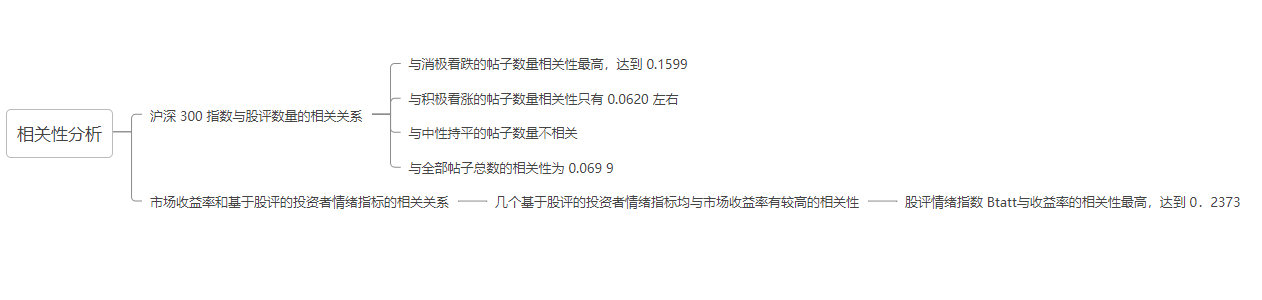 相关性分析
沪深 300 指数与股评数量的相关关系
与消极看跌的帖子数量相关性最高，达到 0.1599
与积极看涨的帖子数量相关性只有 0.0620 左右
与中性持平的帖子数量不相关
与全部帖子总数的相关性为 0.069 9
市场收益率和基于股评的投资者情绪指标的相关关系
几个基于股评的投资者情绪指标均与市场收益率有较高的相关性
股评情绪指数 Btatt与收益率的相关性最高，达到 0．2373